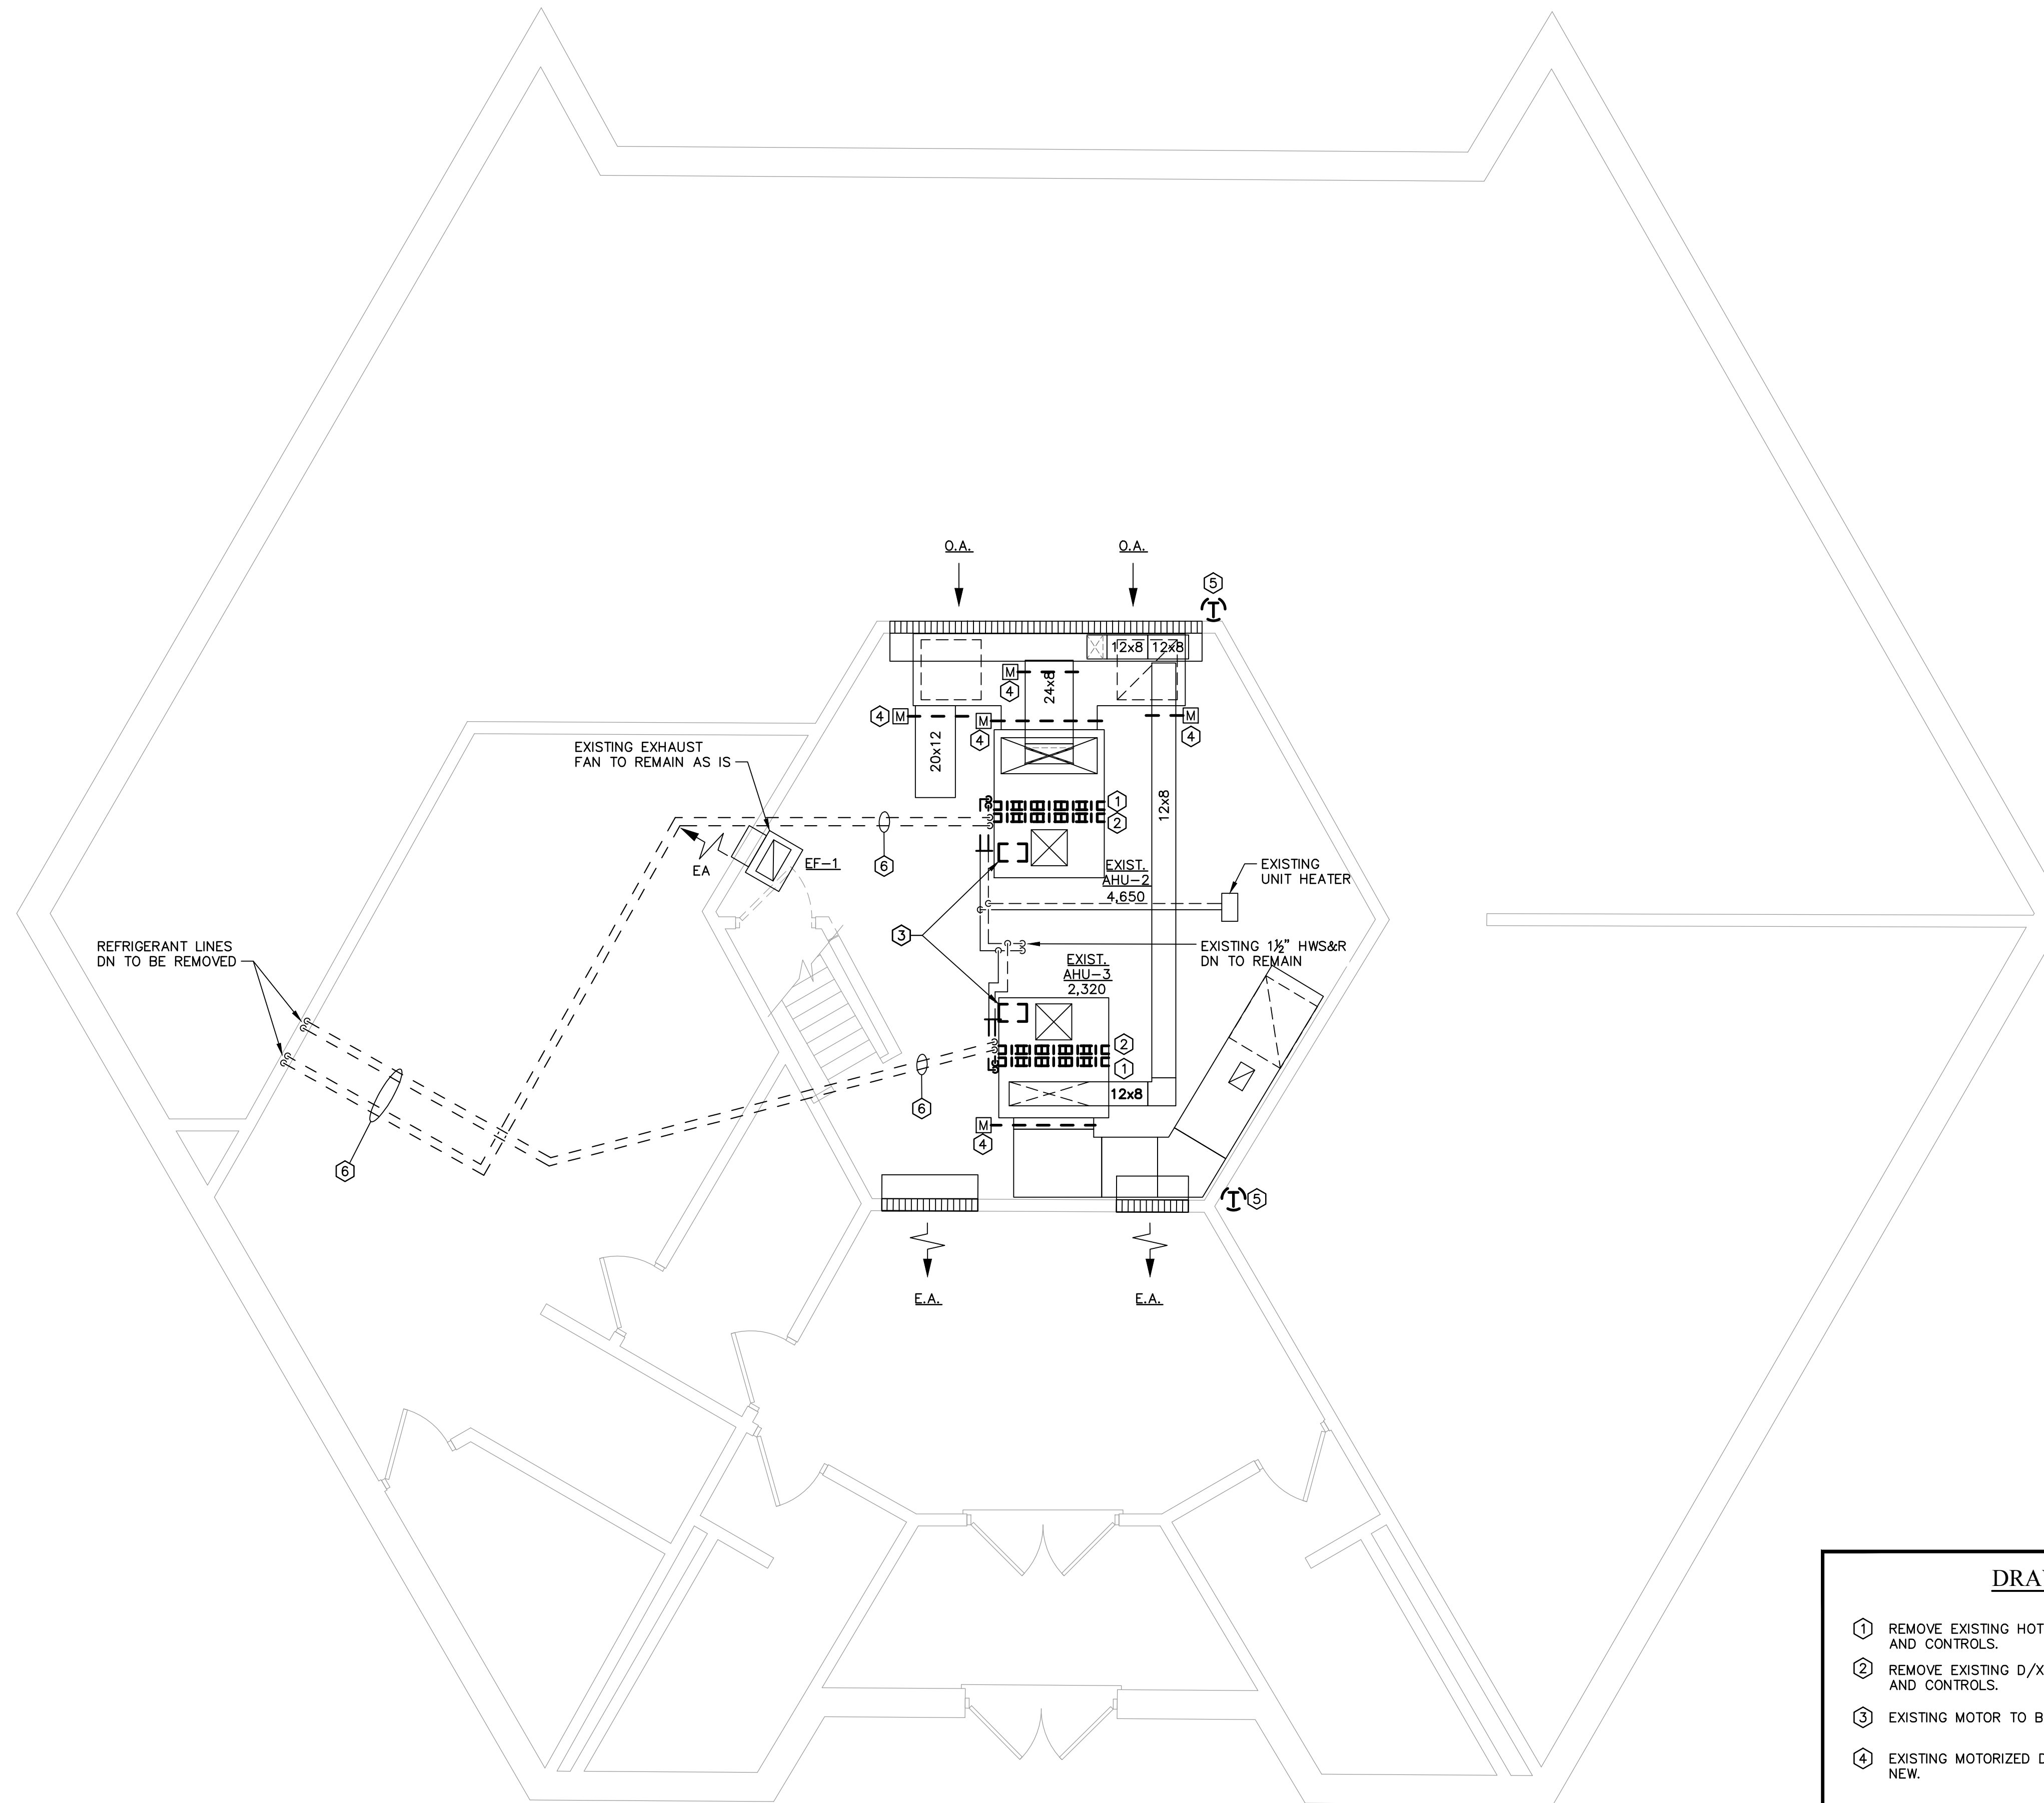 O.A.
O.A.
5
12x8
12x8
M
4
24x8
4
M
M
4
M
4
20x12
EXISTING EXHAUST
FAN TO REMAIN AS IS
1
2
12x8
EA
EF-1
6
EXIST.
AHU-2
4,650
EXISTING
UNIT HEATER
3
REFRIGERANT LINES
DN TO BE REMOVED
EXISTING 1½" HWS&R
DN TO REMAIN
EXIST.
AHU-3
2,320
2
1
6
12x8
M
4
6
5
E.A.
E.A.
DRA
1 REMOVE EXISTING HOT
AND CONTROLS.
2 REMOVE EXISTING D/X
AND CONTROLS.
3 EXISTING MOTOR TO B
4 EXISTING MOTORIZED D
NEW.